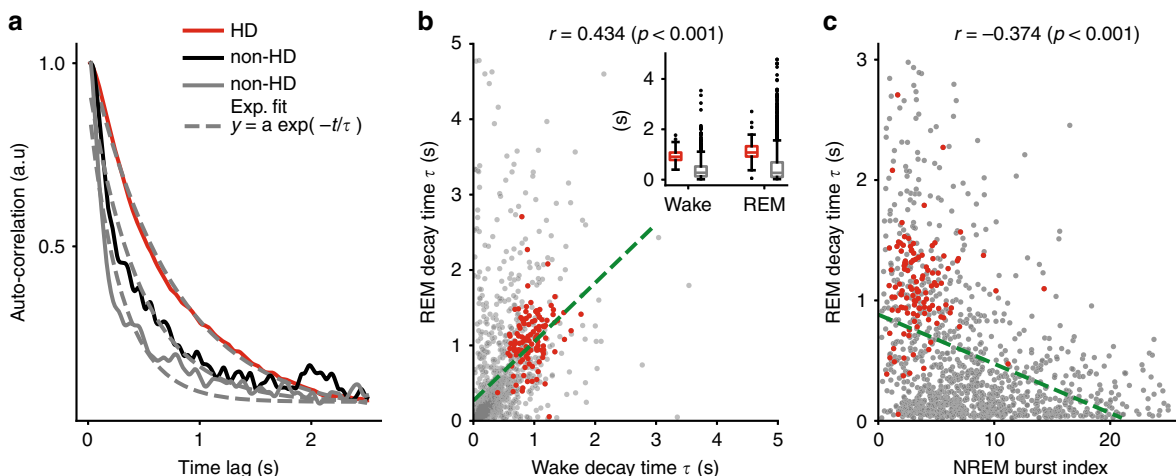 a
HD
non-HD
non-HD
Exp. fit
y = a exp( −t/τ )
1.0
0.5
Auto-correlation (a.u)
0
1
2
Time lag (s)
b
r = 0.434 (p < 0.001)
5
4
3
2
1
0
REM decay time τ (s)
0
1
2
3
4
5
Wake decay time τ (s)
4
2
0
(s)
Wake
REM
c
r = −0.374 (p < 0.001)
3
2
1
0
REM decay time τ (s)
0
10
20
NREM burst index